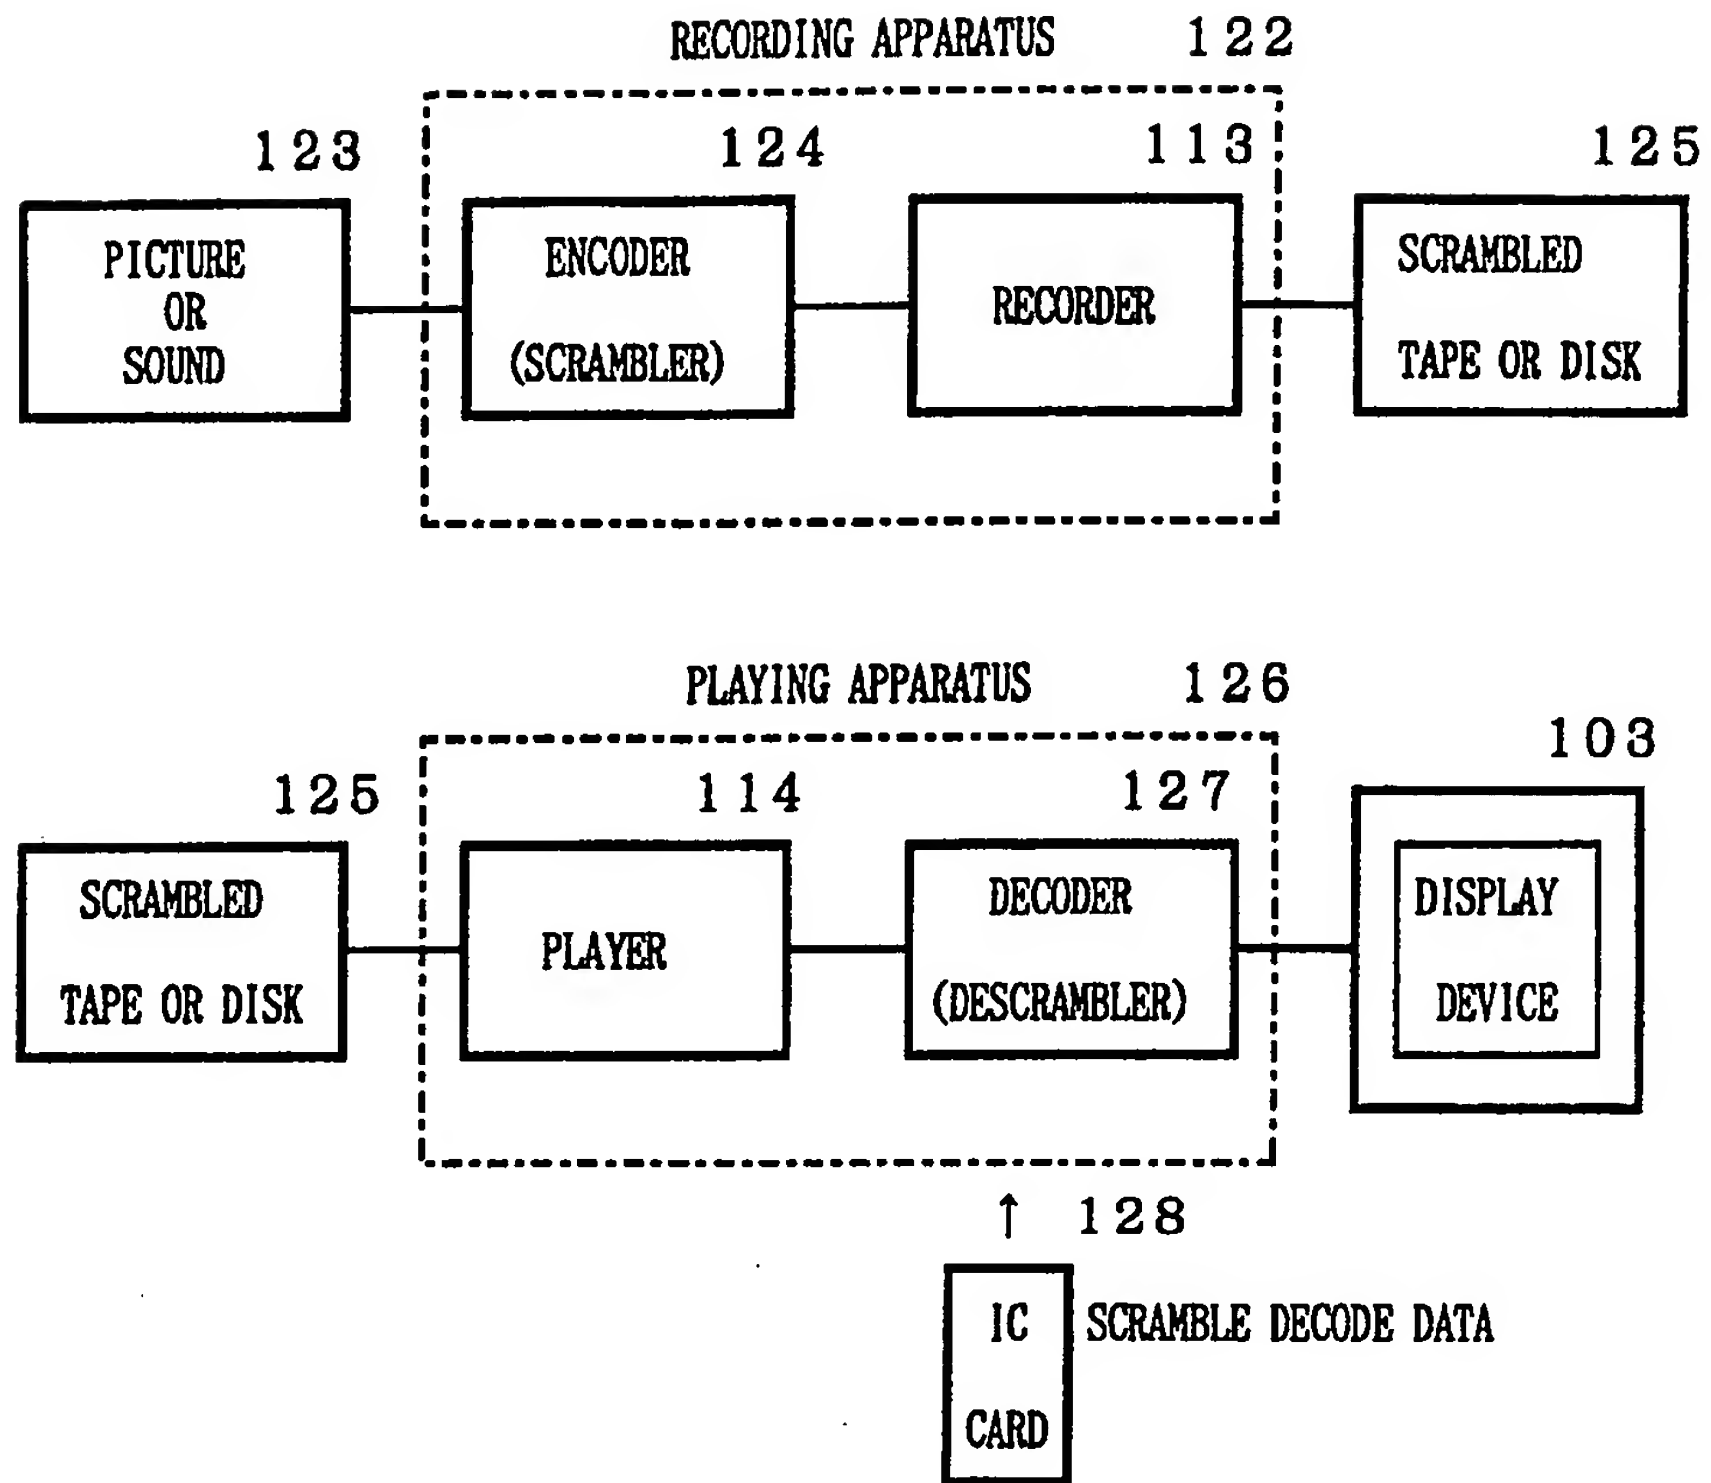 RECORDING APPARATUS 122
123
124
113
125
PICTURE
OR
SOUND
ENCODER
(SCRAMBLER)
RECORDER
SCRAMBLED
TAPE OR DISK
PLAYING APPARATUS 126
125
114
127
103
SCRAMBLED
TAPE OR DISK
PLAYER
DECODER
(DESCRAMBLER)
DISPLAY
DEVICE
↑ 128
IC
CARD
SCRAMBLE DECODE DATA